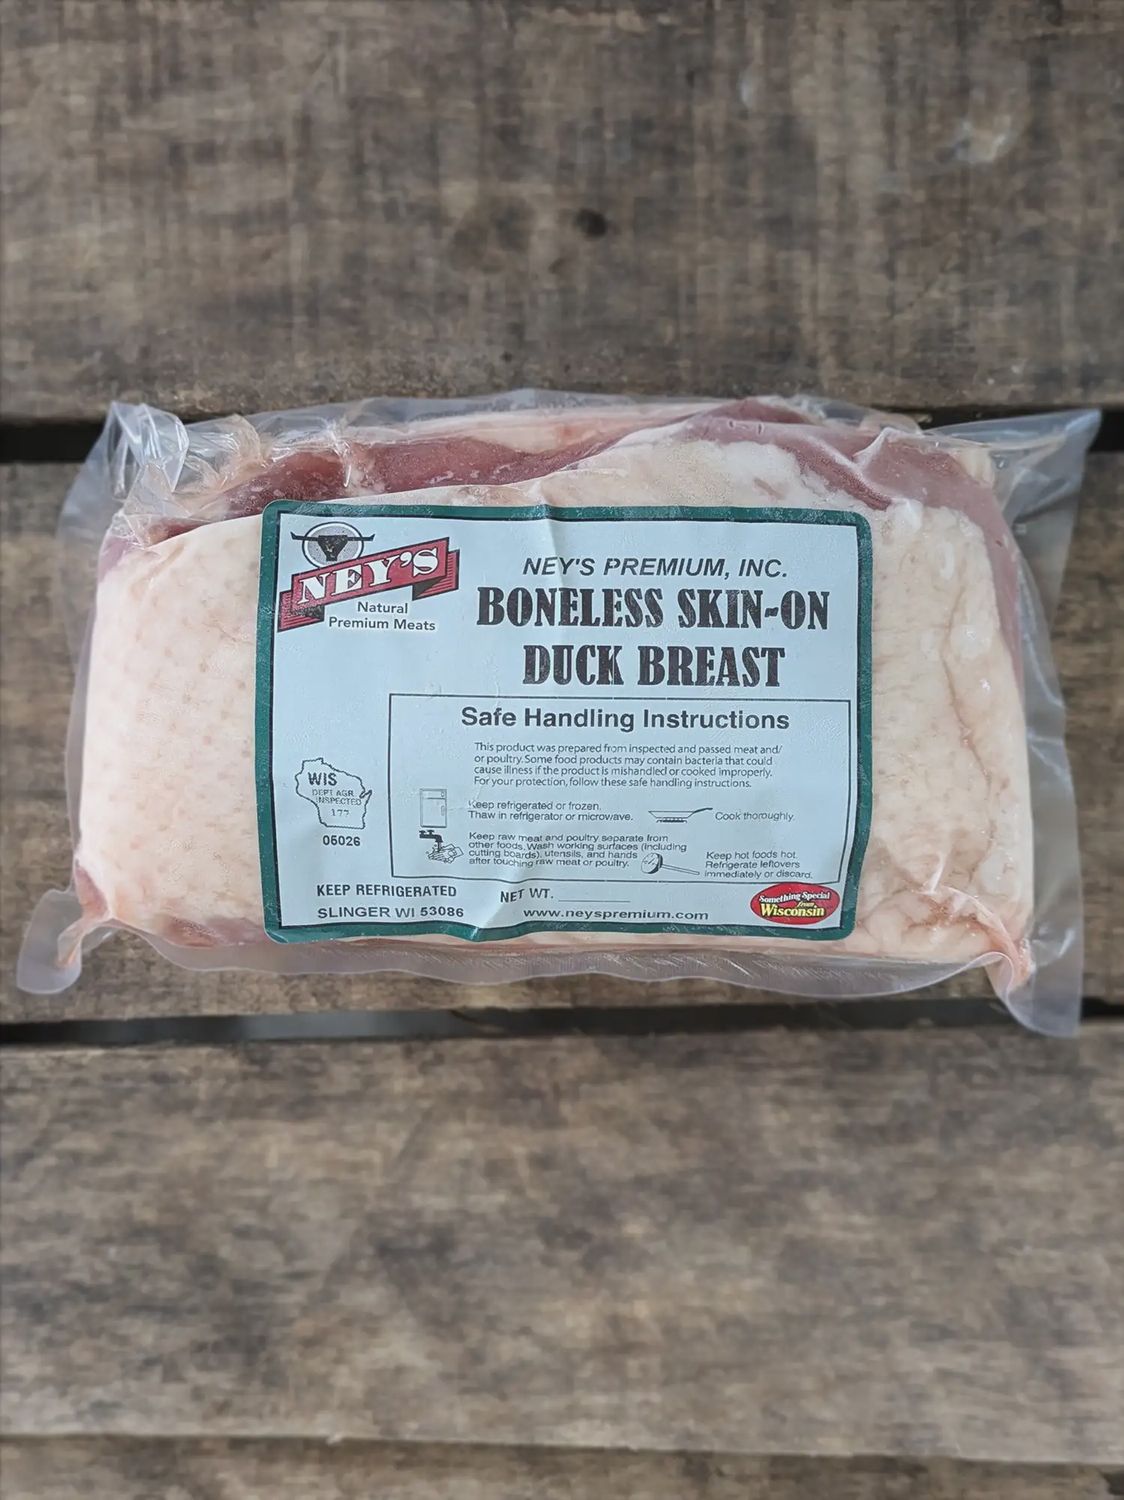 NEY'S
Natural
Premium Meats
NEY'S PREMIUM, INC.
BONELESS SKIN-ON
DUCK BREAST
Safe Handling Instructions
This product was prepared from inspected and passed meat and/
or poultry. Some food products may contain bacteria that could
cause illness if the product is mishandled or cooked improperly.
For your protection, follow these safe handling instructions.
Keep refrigerated or frozen.
Thaw in refrigerator or microwave.
Cook thoroughly.
Keep raw meat and poultry separate from
other foods. Wash working surfaces (including
cutting boards), utensils, and hands
after touching raw meat or poultry.
Keep hot foods hot.
Refrigerate leftovers
immediately or discard.
WIS
DEPT AGR
INSPECTED
177
05026
KEEP REFRIGERATED
SLINGER WI 53086
NET WT.
www.neyspremium.com
Something Special
from
Wisconsin